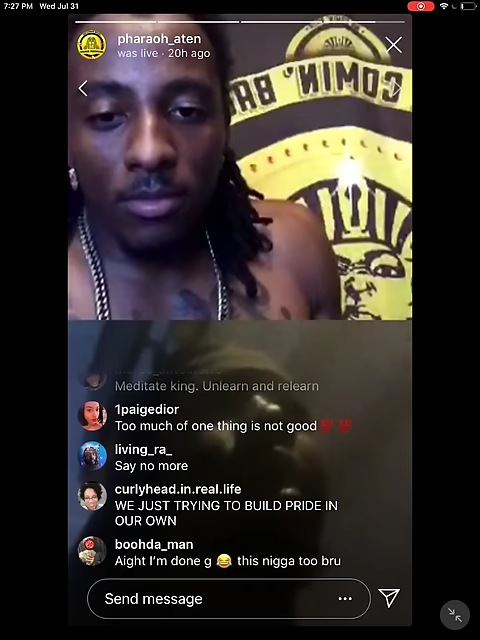 7:27 PM Wed Jul 31
pharaoh_aten
was live · 20h ago
COMIN', BAE
Meditate king. Unlearn and relearn
1paigedior
Too much of one thing is not good 💯 💯
living_ra_
Say no more
curlyhead.in.real.life
WE JUST TRYING TO BUILD PRIDE IN
OUR OWN
boohda_man
Aight I'm done g 😂 this nigga too bru
Send message